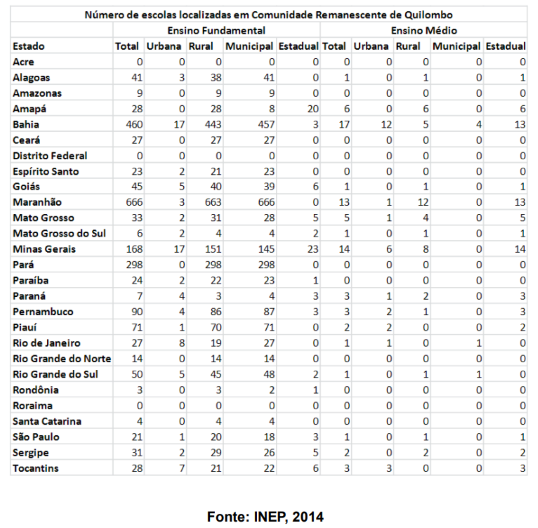 Número de escolas localizadas em Comunidade Remanescente de Quilombo
Ensino Fundamental Ensino Médio
Estado Total Urbana Rural Municipal Estadual Total Urbana Rural Municipal Estadual
Acre 0 0 0 0 0 0 0 0 0 0
Alagoas 41 3 38 41 0 1 0 1 0 1
Amazonas 9 0 9 9 0 0 0 0 0 0
Amapá 28 0 28 8 20 6 0 6 0 6
Bahia 460 17 443 457 3 17 12 5 4 13
Ceará 27 0 27 27 0 0 0 0 0 0
Distrito Federal 0 0 0 0 0 0 0 0 0 0
Espírito Santo 23 2 21 23 0 0 0 0 0 0
Goiás 45 5 40 39 6 1 0 1 0 1
Maranhão 666 3 663 666 0 13 1 12 0 13
Mato Grosso 33 2 31 28 5 5 1 4 0 5
Mato Grosso do Sul 6 2 4 4 2 1 0 1 0 1
Minas Gerais 168 17 151 145 23 14 6 8 0 14
Pará 298 0 298 298 0 0 0 0 0 0
Paraíba 24 2 22 23 1 0 0 0 0 0
Paraná 7 4 3 4 3 3 1 2 0 3
Pernambuco 90 4 86 87 3 3 2 1 0 3
Piauí 71 1 70 71 0 2 2 0 0 2
Rio de Janeiro 27 8 19 27 0 1 1 0 1 0
Rio Grande do Norte 14 0 14 14 0 0 0 0 0 0
Rio Grande do Sul 50 5 45 48 2 1 0 1 1 0
Rondônia 3 0 3 2 1 0 0 0 0 0
Roraima 0 0 0 0 0 0 0 0 0 0
Santa Catarina 4 0 4 4 0 0 0 0 0 0
São Paulo 21 1 20 18 3 1 0 1 0 1
Sergipe 31 2 29 26 5 2 0 2 0 2
Tocantins 28 7 21 22 6 3 3 0 0 3
Fonte: INEP, 2014